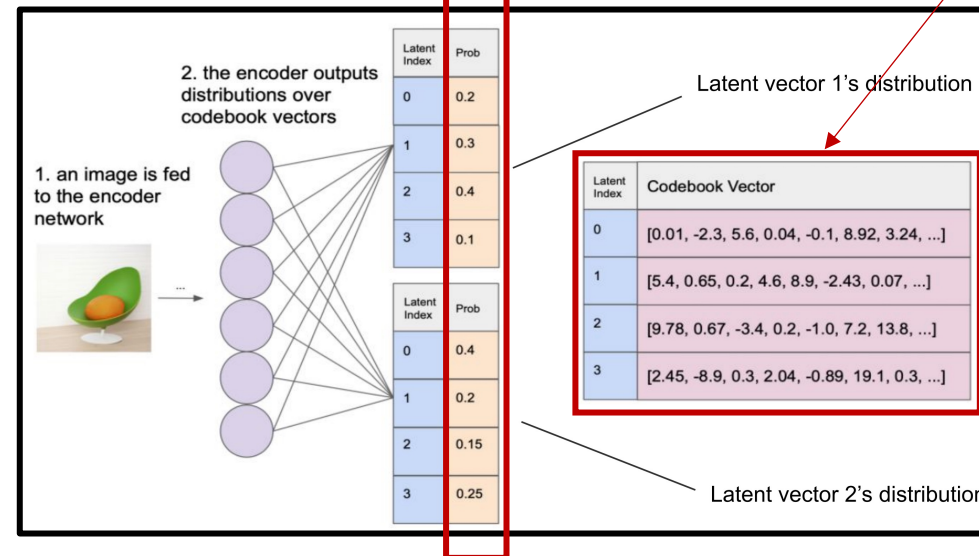 1. an image is fed
to the encoder
network
...
2. the encoder outputs
distributions over
codebook vectors
Latent Index Prob
0 0.2
1 0.3
2 0.4
3 0.1
Latent Index Prob
0 0.4
1 0.2
2 0.15
3 0.25
Latent vector 1's distribution
Latent Index Codebook Vector
0 [0.01, -2.3, 5.6, 0.04, -0.1, 8.92, 3.24, ...]
1 [5.4, 0.65, 0.2, 4.6, 8.9, -2.43, 0.07, ...]
2 [9.78, 0.67, -3.4, 0.2, -1.0, 7.2, 13.8, ...]
3 [2.45, -8.9, 0.3, 2.04, -0.89, 19.1, 0.3, ...]
Latent vector 2's distribution